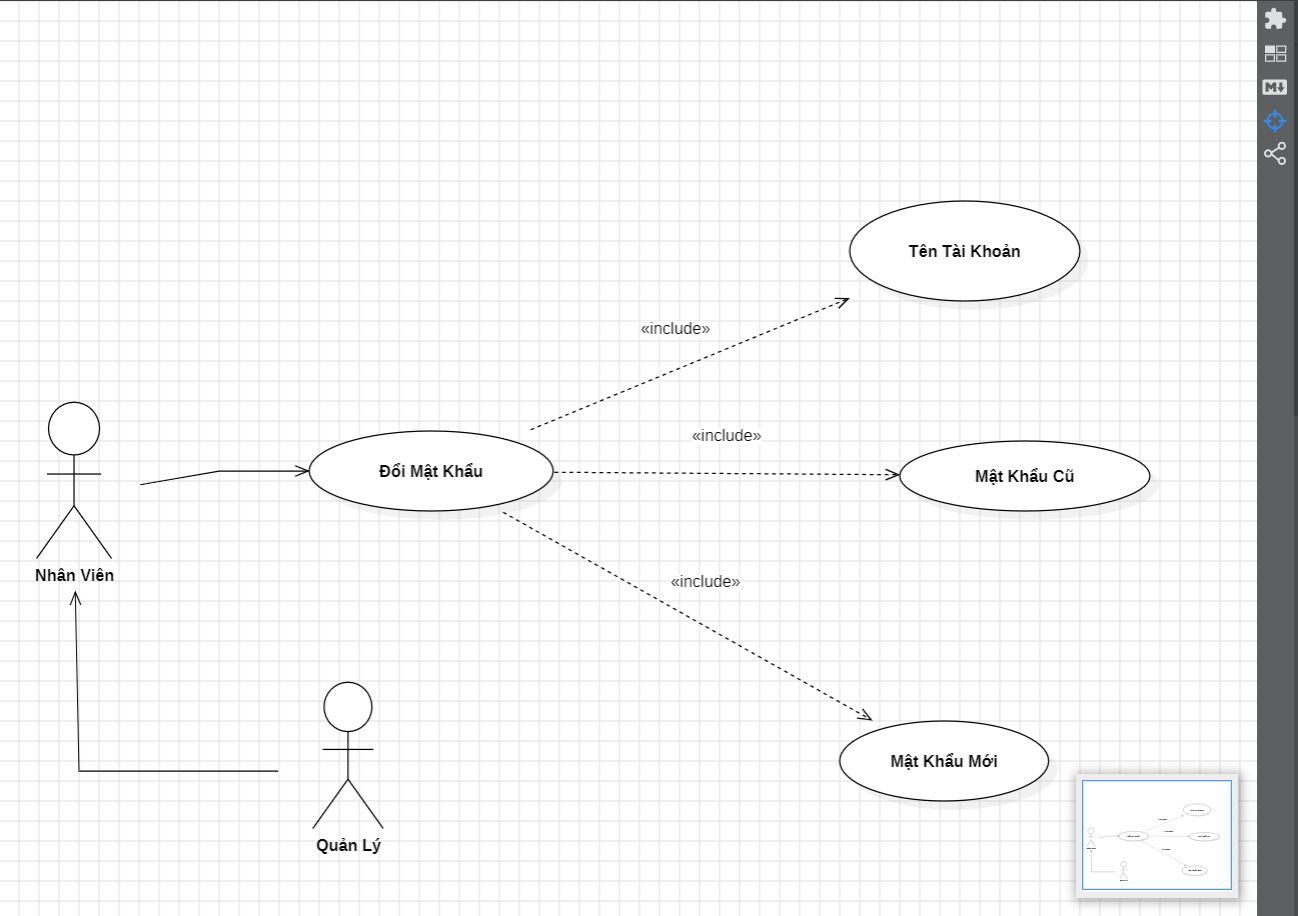 Tên Tài Khoản
«include»
«include»
Đổi Mật Khẩu
Mật Khẩu Cũ
Nhân Viên
«include»
Mật Khẩu Mới
Quản Lý
M